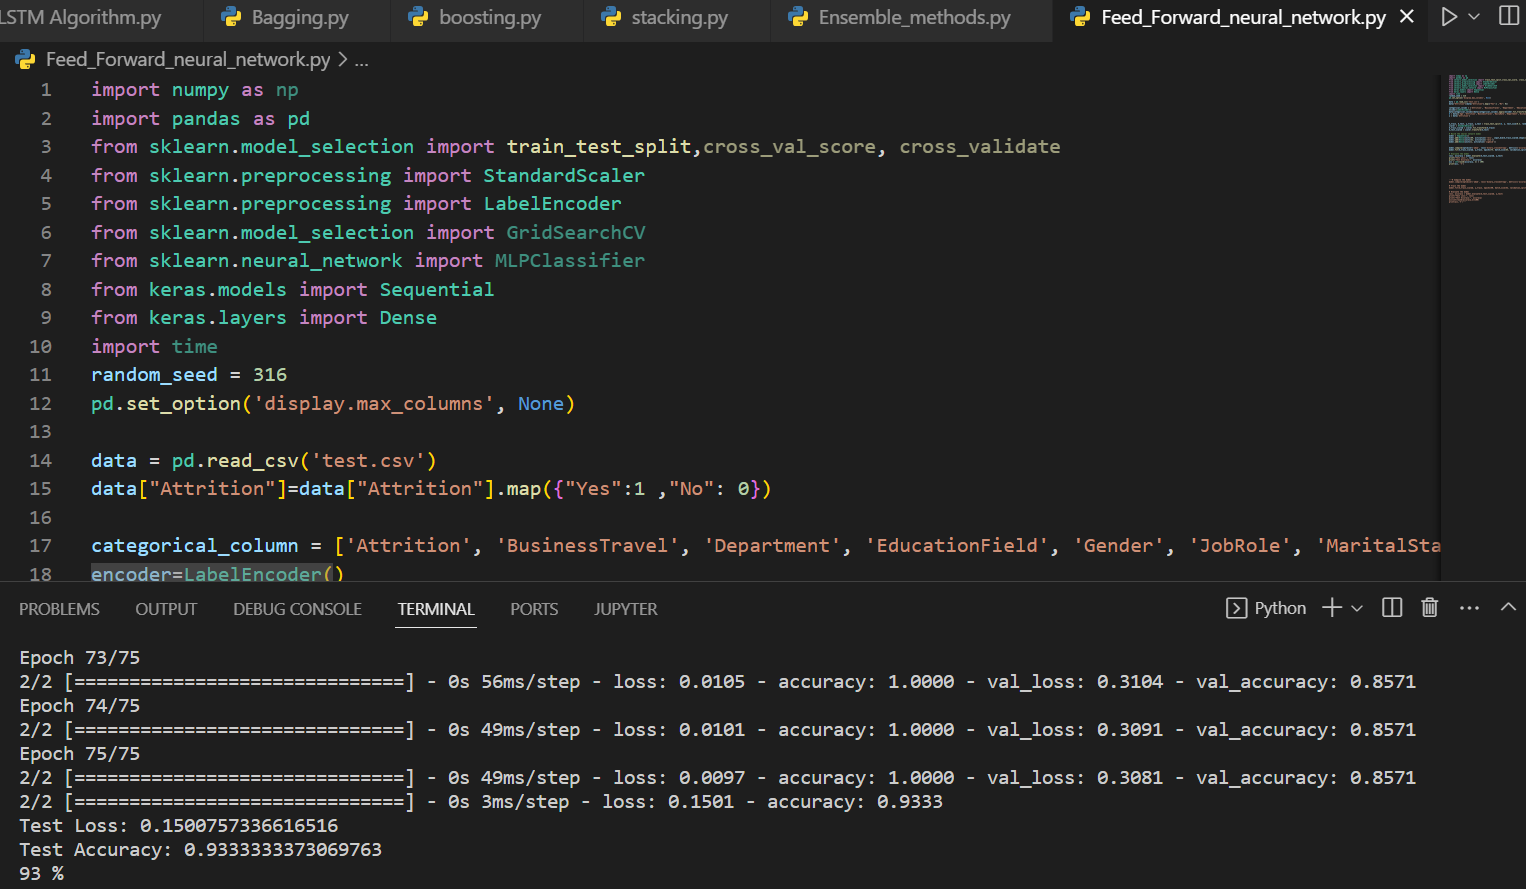 LSTM Algorithm.py Bagging.py boosting.py stacking.py Ensemble_methods.py Feed_Forward_neural_network.py
Feed_Forward_neural_network.py > ...
1 import numpy as np
2 import pandas as pd
3 from sklearn.model_selection import train_test_split,cross_val_score, cross_validate
4 from sklearn.preprocessing import StandardScaler
5 from sklearn.preprocessing import LabelEncoder
6 from sklearn.model_selection import GridSearchCV
7 from sklearn.neural_network import MLPClassifier
8 from keras.models import Sequential
9 from keras.layers import Dense
10 import time
11 random_seed = 316
12 pd.set_option('display.max_columns', None)
13
14 data = pd.read_csv('test.csv')
15 data["Attrition"]=data["Attrition"].map({"Yes":1 ,"No": 0})
16
17 categorical_column = ['Attrition', 'BusinessTravel', 'Department', 'EducationField', 'Gender', 'JobRole', 'MaritalSta
18 encoder=LabelEncoder()
PROBLEMS OUTPUT DEBUG CONSOLE TERMINAL PORTS JUPYTER Python
Epoch 73/75
2/2 [==============================] - 0s 56ms/step - loss: 0.0105 - accuracy: 1.0000 - val_loss: 0.3104 - val_accuracy: 0.8571
Epoch 74/75
2/2 [==============================] - 0s 49ms/step - loss: 0.0101 - accuracy: 1.0000 - val_loss: 0.3091 - val_accuracy: 0.8571
Epoch 75/75
2/2 [==============================] - 0s 49ms/step - loss: 0.0097 - accuracy: 1.0000 - val_loss: 0.3081 - val_accuracy: 0.8571
2/2 [==============================] - 0s 3ms/step - loss: 0.1501 - accuracy: 0.9333
Test Loss: 0.1500757336616516
Test Accuracy: 0.9333333373069763
93 %